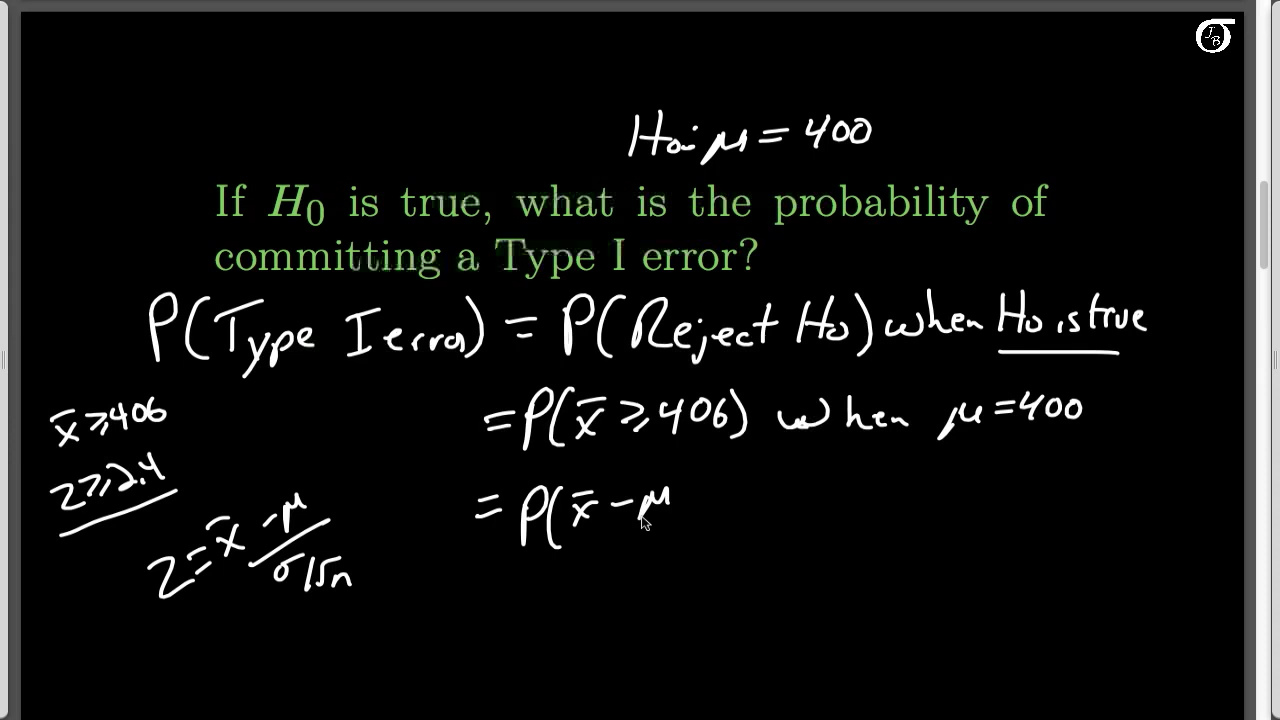 H₀: μ = 400
If H₀ is true, what is the probability of
committing a Type I error?
P(Type I error) = P(Reject H₀) when H₀ is true
x̄ ≥ 406
= P(x̄ ≥ 406) when μ = 400
z ≥ 2.4
= P(x̄ - μ
z = x̄ - μ / σ/√n